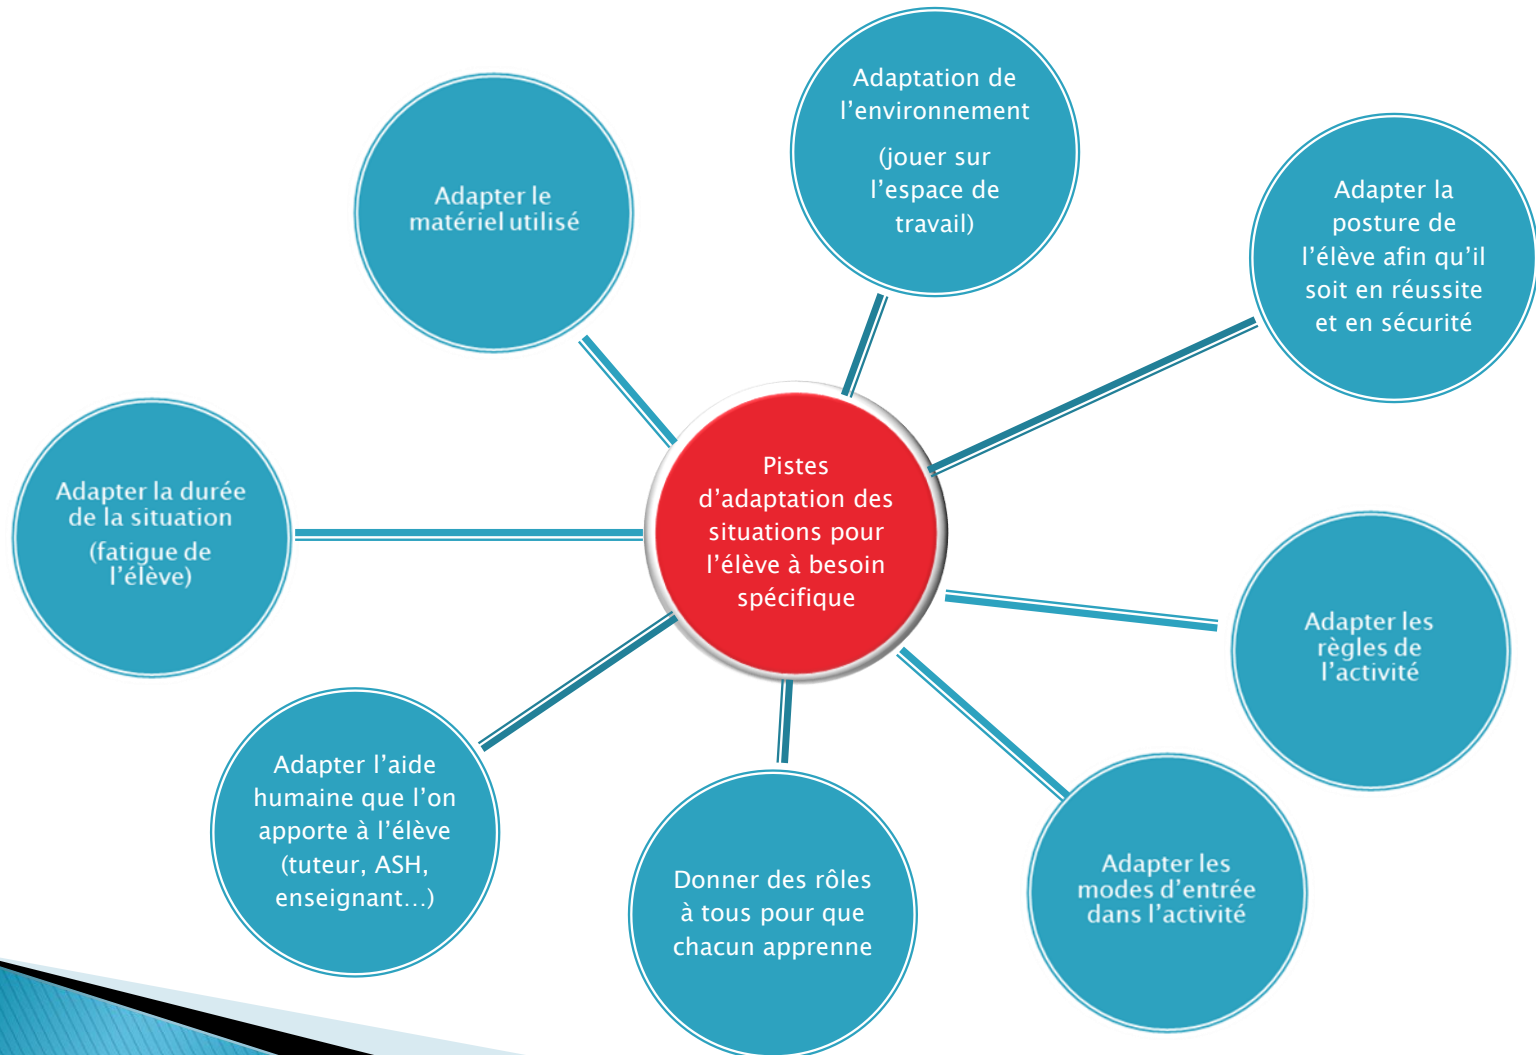 Adaptation de
l’environnement
(jouer sur
l’espace de
travail)
Adapter le
matériel utilisé
Adapter la
posture de
l’élève afin qu’il
soit en réussite
et en sécurité
Pistes
d’adaptation des
situations pour
l’élève à besoin
spécifique
Adapter la durée
de la situation
(fatigue de
l’élève)
Adapter les
règles de
l’activité
Adapter l’aide
humaine que l’on
apporte à l’élève
(tuteur, ASH,
enseignant…)
Donner des rôles
à tous pour que
chacun apprenne
Adapter les
modes d’entrée
dans l’activité